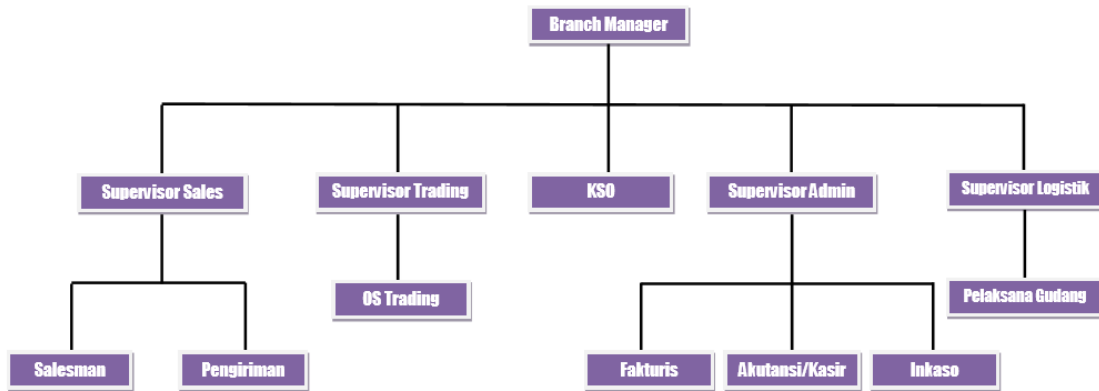 Branch Manager
Supervisor Sales
Supervisor Trading
KSO
Supervisor Admin
Supervisor Logistik
OS Trading
Pelaksana Gudang
Salesman
Pengiriman
Fakturis
Akutansi/Kasir
Inkaso